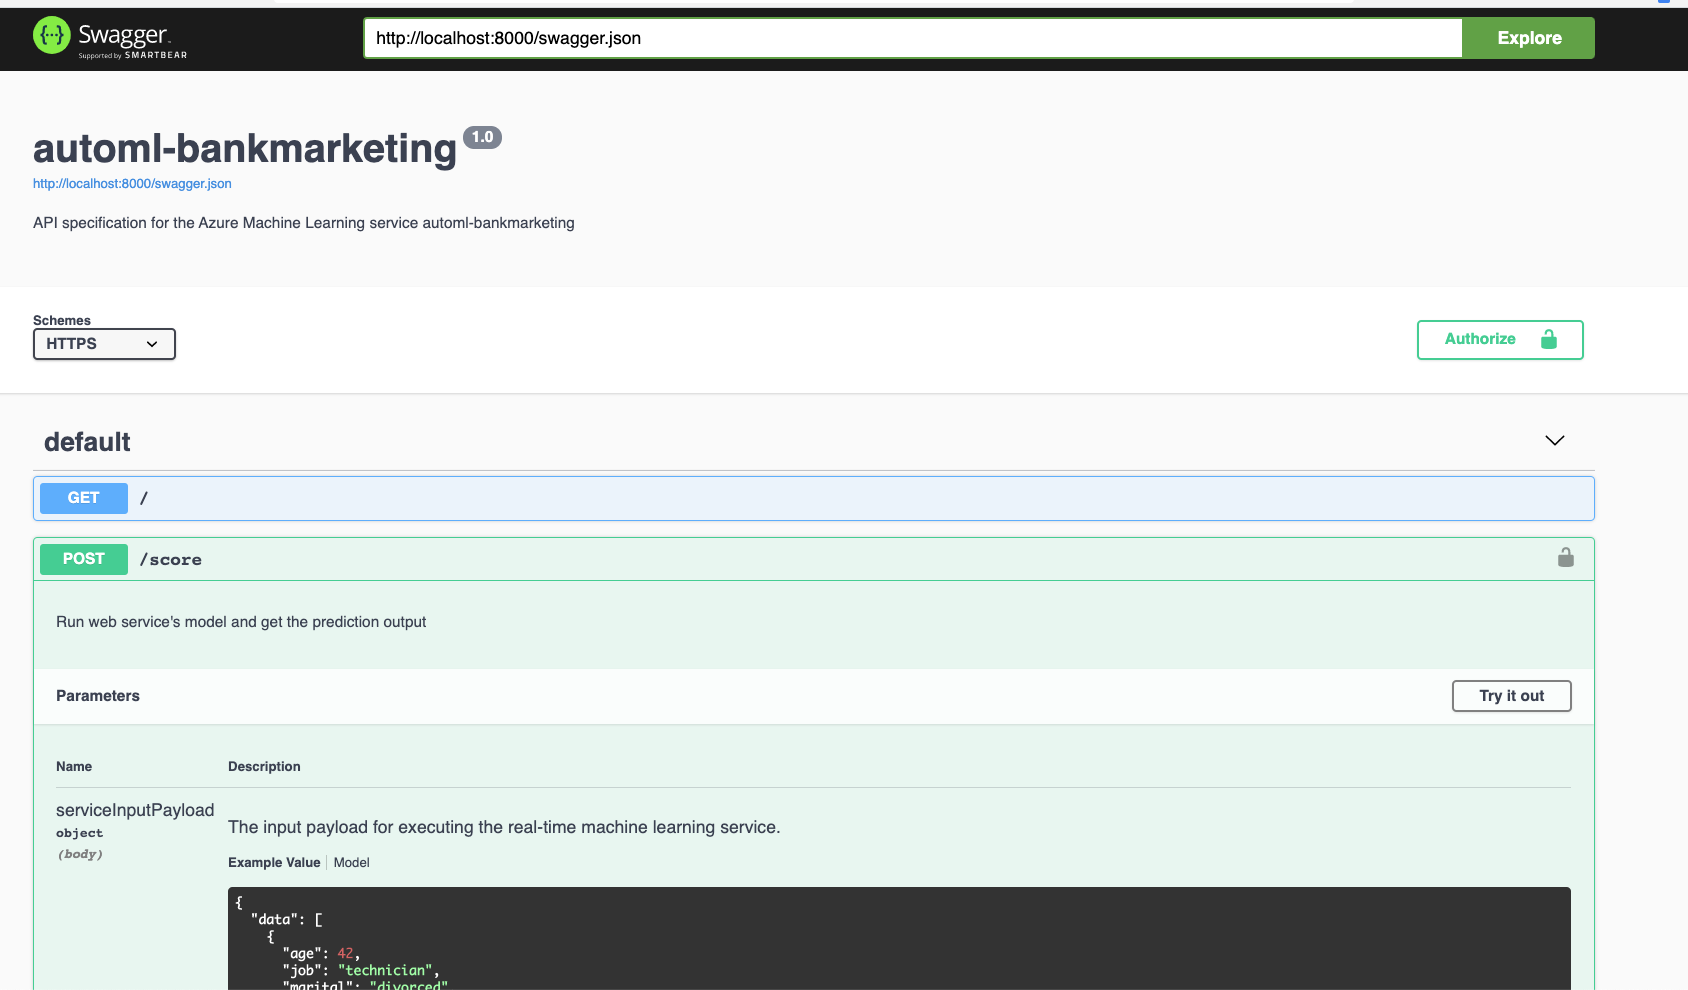 {··} Swagger™
Supported by SMARTBEAR
http://localhost:8000/swagger.json
Explore
automl-bankmarketing 1.0
http://localhost:8000/swagger.json
API specification for the Azure Machine Learning service automl-bankmarketing
Schemes
HTTPS
Authorize
default
GET /
POST /score
Run web service's model and get the prediction output
Parameters
Try it out
Name Description
serviceInputPayload
object
(body)
The input payload for executing the real-time machine learning service.
Example Value Model
{
"data": [
{
"age": 42,
"job": "technician",
"marital": "divorced"